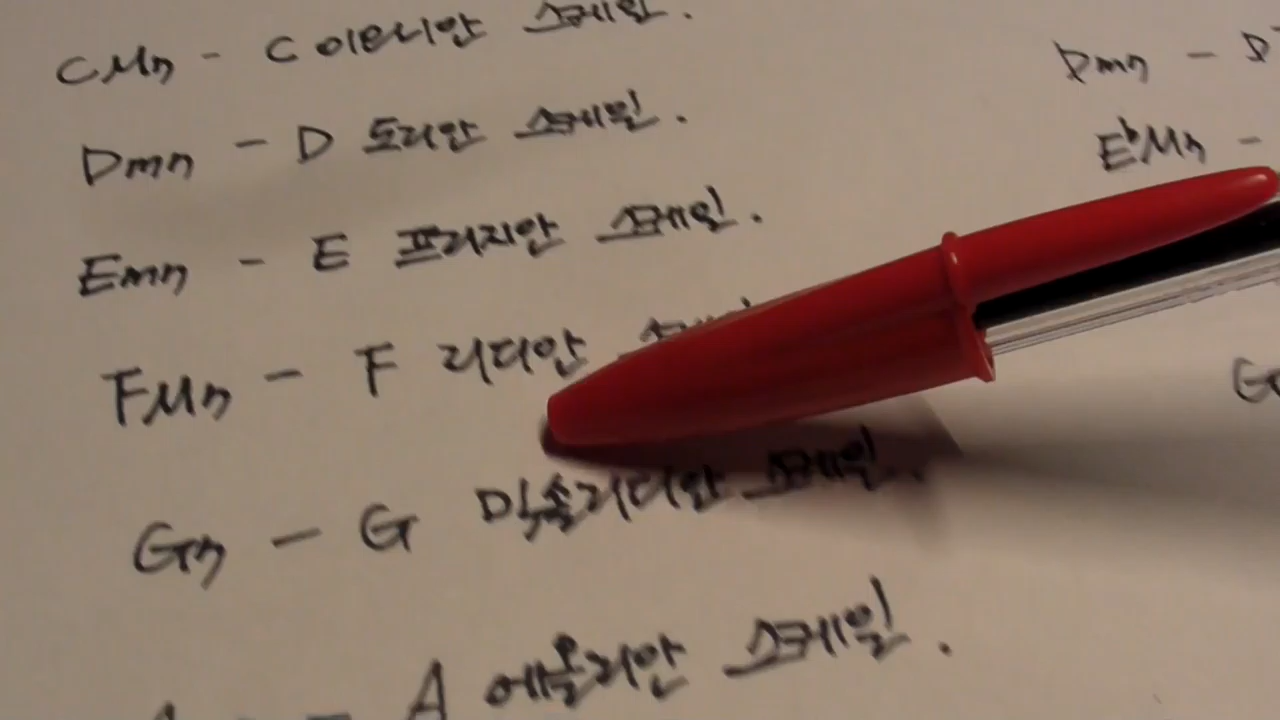 CM7 - C 이오니안 스케일.
Dm7 - D 도리안 스케일.
Em7 - E 프리지안 스케일.
FM7 - F 리디안
G7 - G 믹솔리디안 스케일.
- A 에올리안 스케일.
Dm7 - D
E♭M7 -